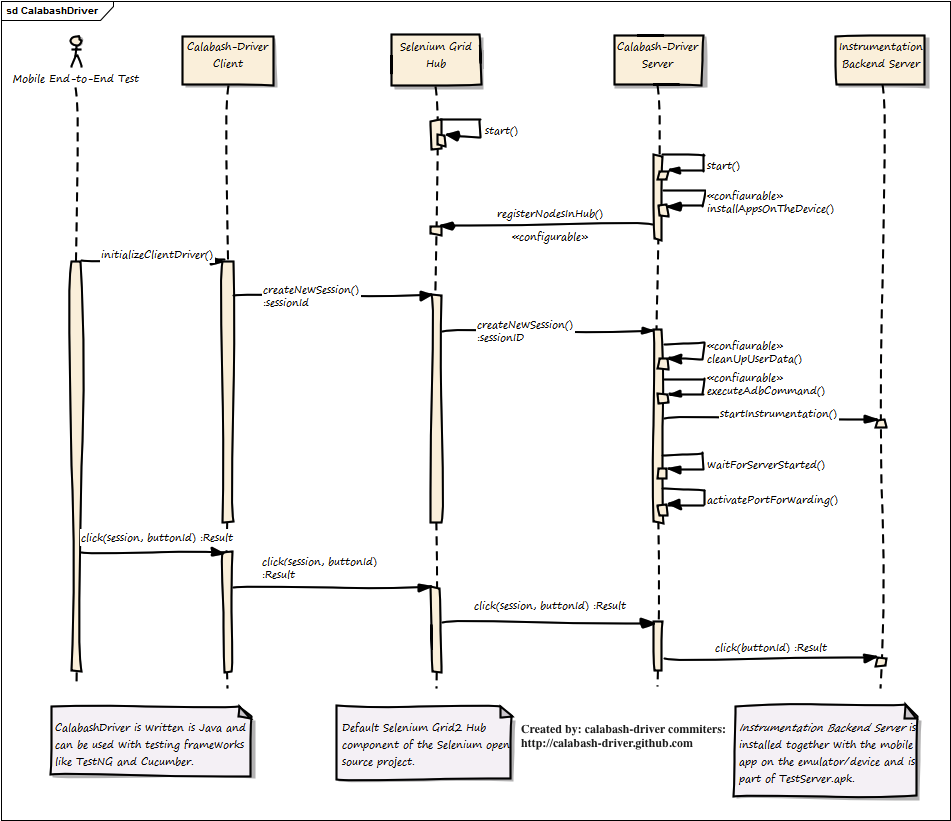 sd CalabashDriver
Mobile End-to-End Test
Calabash-Driver
Client
Selenium Grid
Hub
Calabash-Driver
Server
Instrumentation
Backend Server
start()
start()
«configurable»
installAppsOnTheDevice()
registerNodesInHub()
«configurable»
initializeClientDriver()
createNewSession()
:sessionId
createNewSession()
:sessionID
«configurable»
cleanUpUserData()
«configurable»
executeAdbCommand()
startInstrumentation()
waitForServerStarted()
activatePortForwarding()
click(session, buttonId) :Result
click(session, buttonId)
:Result
click(session, buttonId) :Result
click(buttonId) :Result
CalabashDriver is written is Java and
can be used with testing frameworks
like TestNG and Cucumber.
Default Selenium Grid2 Hub
component of the Selenium open
source project.
Created by: calabash-driver commiters:
http://calabash-driver.github.com
Instrumentation Backend Server is
installed together with the mobile
app on the emulator/device and is
part of TestServer.apk.